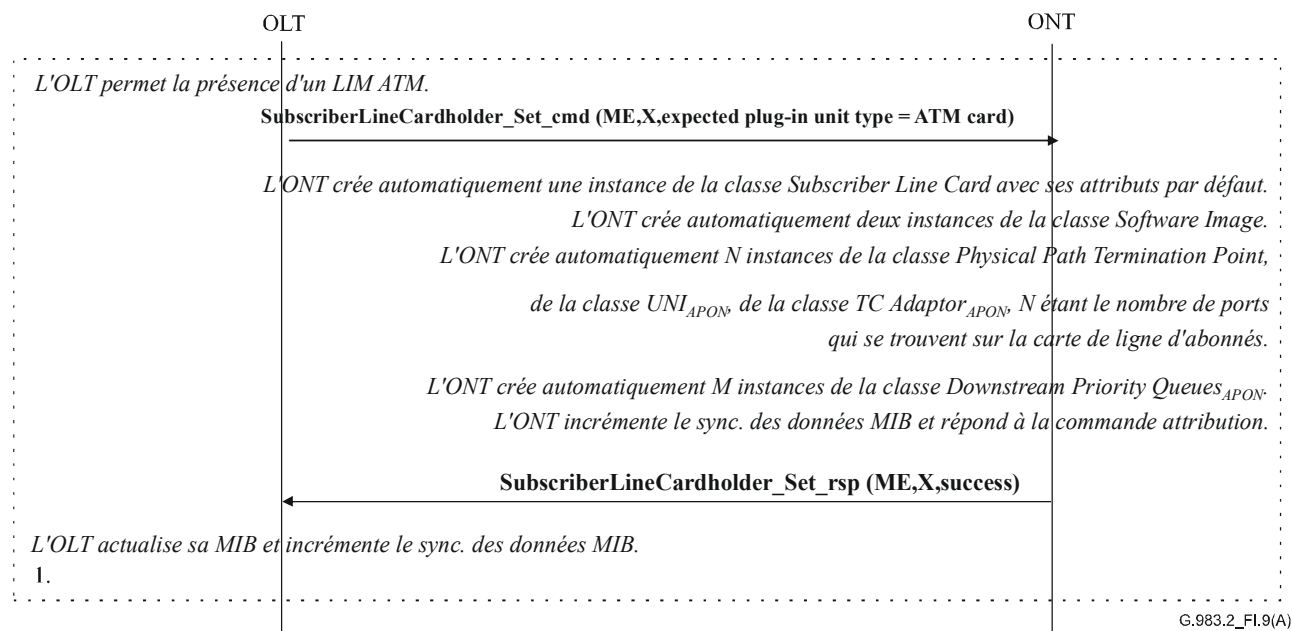 OLT
ONT
L'OLT permet la présence d'un LIM ATM.
SubscriberLineCardholder_Set_cmd (ME,X,expected plug-in unit type = ATM card)
L'ONT crée automatiquement une instance de la classe Subscriber Line Card avec ses attributs par défaut.
L'ONT crée automatiquement deux instances de la classe Software Image.
L'ONT crée automatiquement N instances de la classe Physical Path Termination Point,
de la classe UNI_APON, de la classe TC Adaptor_APON, N étant le nombre de ports
qui se trouvent sur la carte de ligne d'abonnés.
L'ONT crée automatiquement M instances de la classe Downstream Priority Queues_APON.
L'ONT incrémente le sync. des données MIB et répond à la commande attribution.
SubscriberLineCardholder_Set_rsp (ME,X,success)
L'OLT actualise sa MIB et incrémente le sync. des données MIB.
1.
G.983.2_FI.9(A)